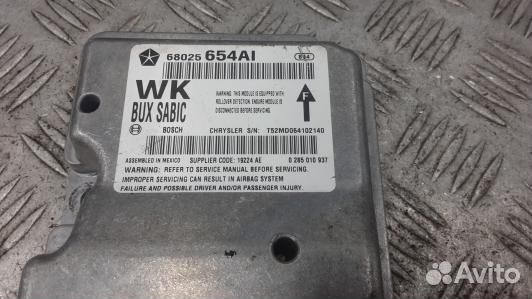 68025 654AI 654
WK
BUX SABIC
WARNING: THIS MODULE IS EQUIPPED WITH
ROLLOVER DETECTION. ENSURE MODULE IS
DISCONNECTED BEFORE SERVICING.
F
BOSCH CHRYSLER S/N: T52MD064102140
ASSEMBLED IN MEXICO SUPPLIER CODE: 19224 AE 0 285 010 937
WARNING: REFER TO SERVICE MANUAL BEFORE SERVICING.
IMPROPER SERVICING CAN RESULT IN AIRBAG SYSTEM
FAILURE AND POSSIBLE DRIVER AND/OR PASSENGER INJURY.
Avito